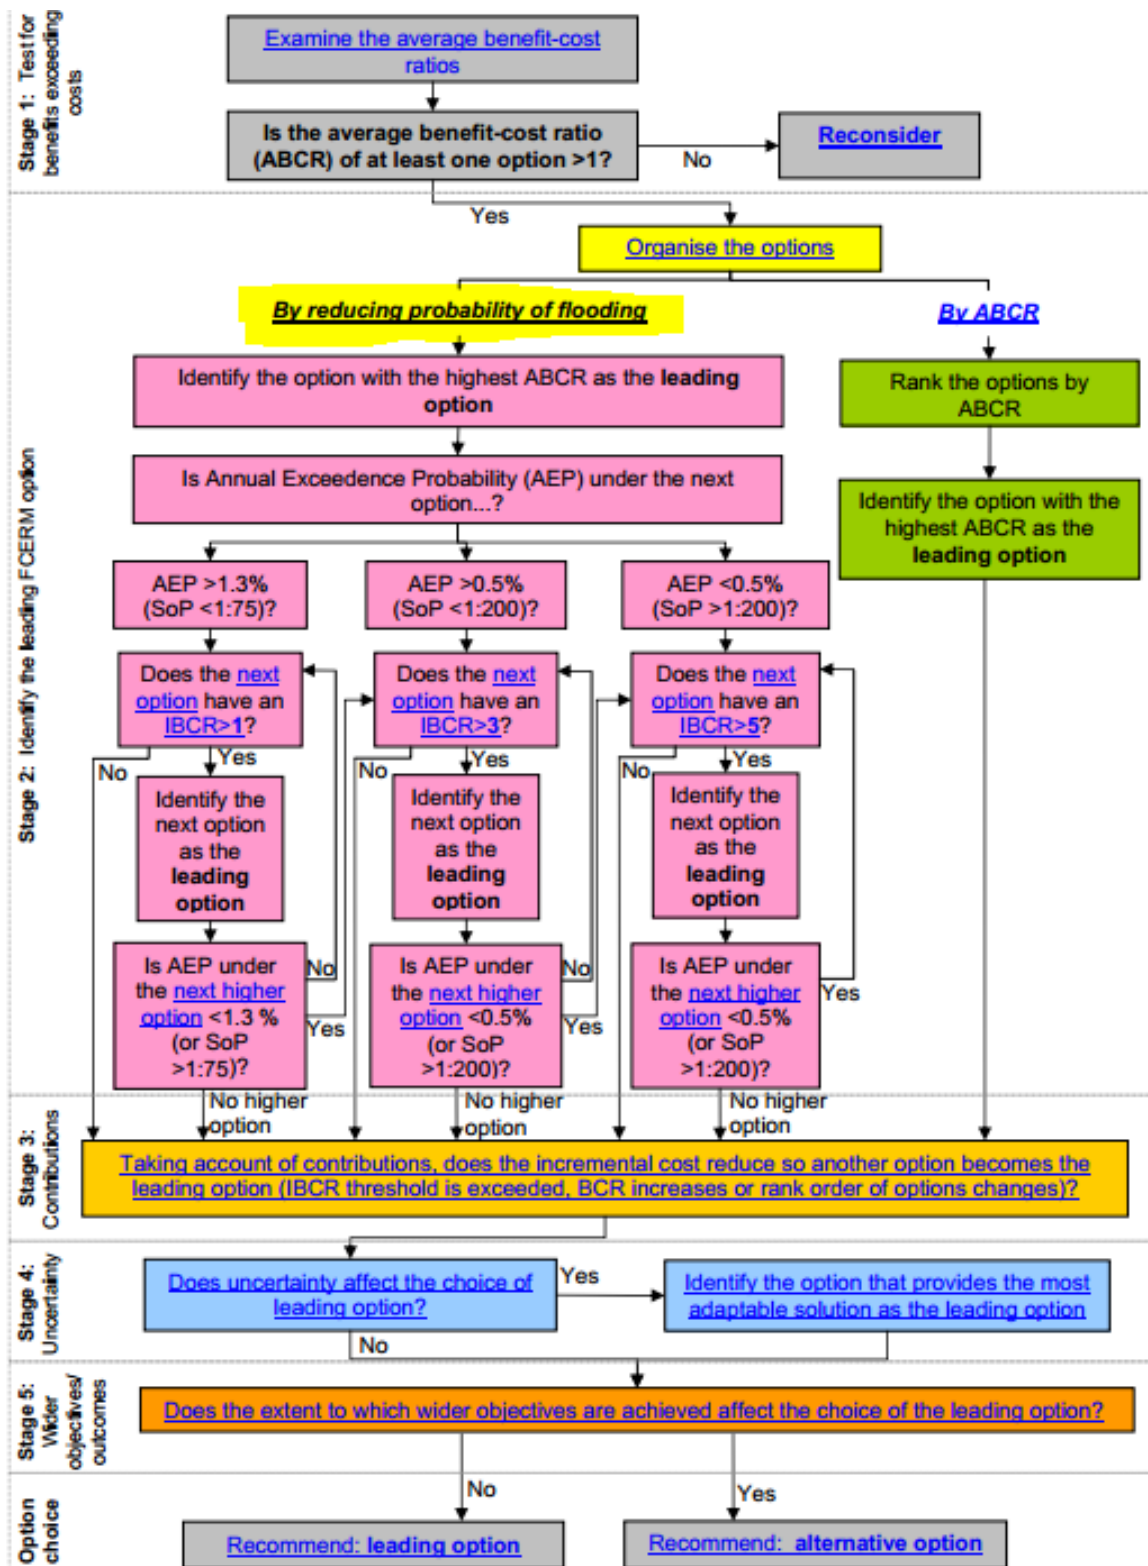 Stage 1: Test for
benefits exceeding
costs
Examine the average benefit-cost
ratios
Is the average benefit-cost ratio
(ABCR) of at least one option >1?
No
Reconsider
Yes
Stage 2: Identify the leading FCERM option
Organise the options
By reducing probability of flooding
By ABCR
Identify the option with the highest ABCR as the leading
option
Rank the options by
ABCR
Is Annual Exceedence Probability (AEP) under the next
option...?
Identify the option with the
highest ABCR as the
leading option
AEP >1.3%
(SoP <1:75)?
AEP >0.5%
(SoP <1:200)?
AEP <0.5%
(SoP >1:200)?
Does the next
option have an
IBCR>1?
Does the next
option have an
IBCR>3?
Does the next
option have an
IBCR>5?
No
Yes
No
Yes
No
Yes
Identify the
next option
as the
leading
option
Identify the
next option
as the
leading
option
Identify the
next option
as the
leading
option
Is AEP under
the next higher
option <1.3 %
(or SoP
>1:75)?
No
Yes
Is AEP under
the next higher
option <0.5%
(or SoP
>1:200)?
No
Yes
Is AEP under
the next higher
option <0.5%
(or SoP
>1:200)?
Yes
No higher
option
No higher
option
No higher
option
Stage 3:
Contributions
Taking account of contributions, does the incremental cost reduce so another option becomes the
leading option (IBCR threshold is exceeded, BCR increases or rank order of options changes)?
Stage 4:
Uncertainty
Does uncertainty affect the choice of
leading option?
Yes
Identify the option that provides the most
adaptable solution as the leading option
No
Stage 5:
Wider
objectives/
outcomes
Does the extent to which wider objectives are achieved affect the choice of the leading option?
No
Yes
Option
choice
Recommend: leading option
Recommend: alternative option